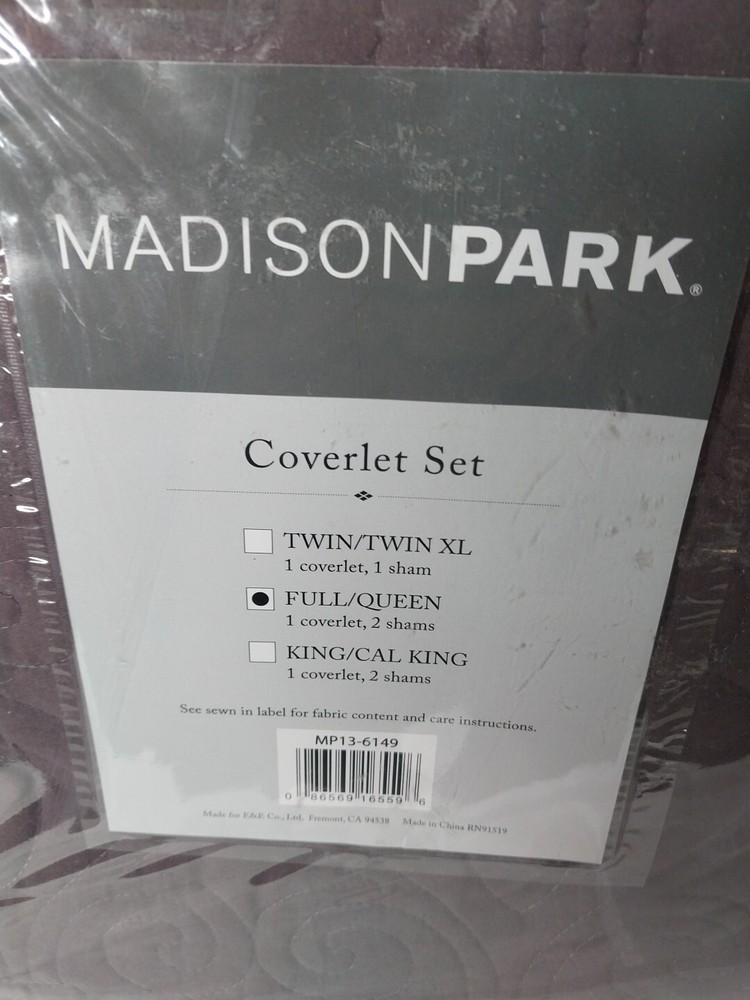 MADISONPARK®
Coverlet Set
TWIN/TWIN XL
1 coverlet, 1 sham
FULL/QUEEN
1 coverlet, 2 shams
KING/CAL KING
1 coverlet, 2 shams
See sewn in label for fabric content and care instructions.
MP13-6149
0 86569 16559 6
Made for E&E Co., Ltd. Fremont, CA 94538 Made in China RN91519